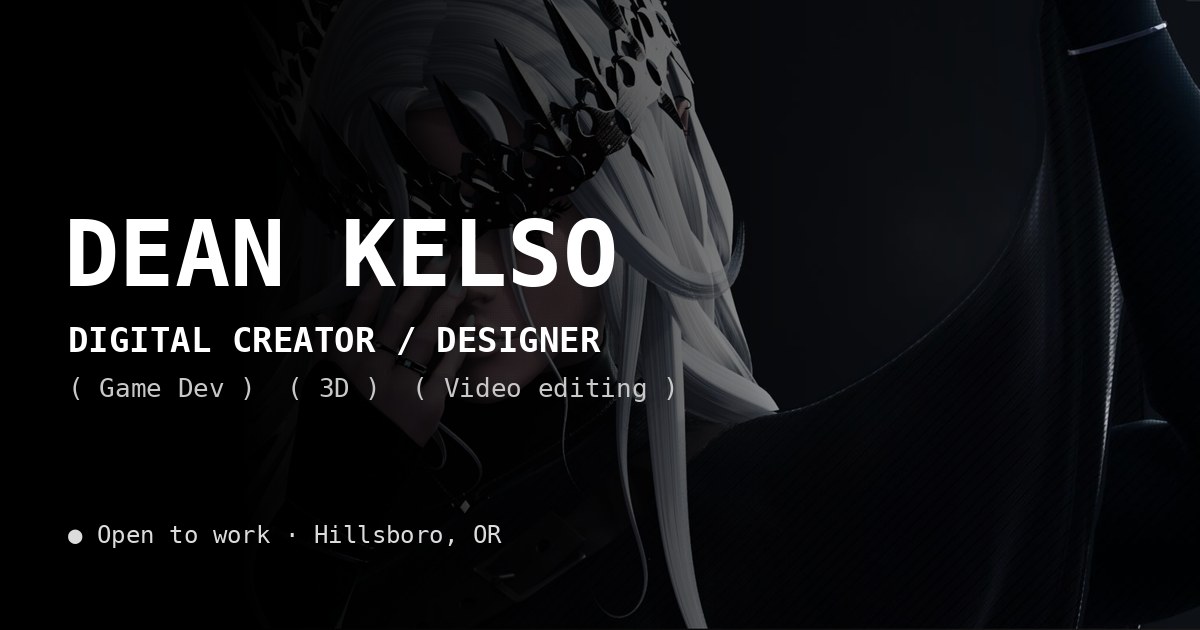 DEAN KELSO
DIGITAL CREATOR / DESIGNER
( Game Dev ) ( 3D ) ( Video editing )
● Open to work · Hillsboro, OR